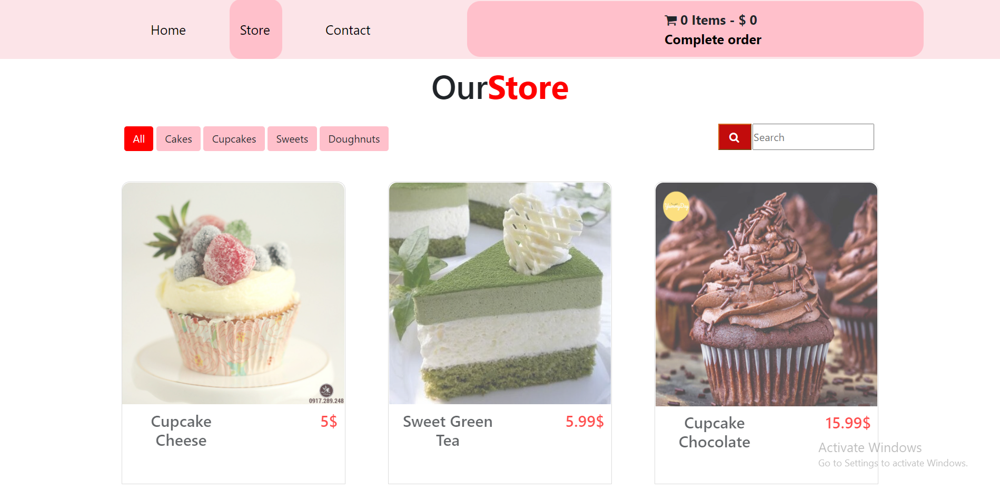 Home
Store
Contact
0 Items - $ 0
Complete order
OurStore
All
Cakes
Cupcakes
Sweets
Doughnuts
Search
YummyDay
0917.289.248
Cupcake
Cheese
5$
Sweet Green
Tea
5.99$
Cupcake
Chocolate
15.99$
Activate Windows
Go to Settings to activate Windows.